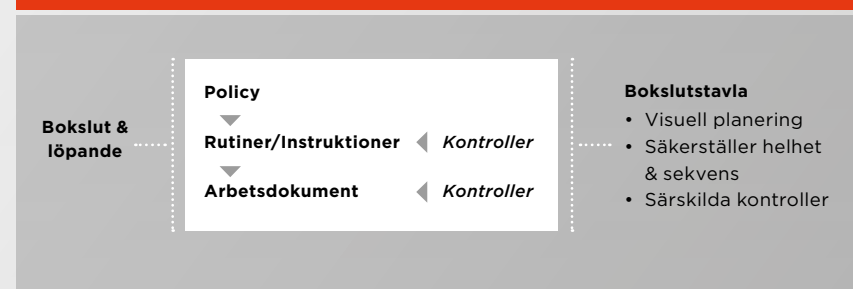 Bokslut &
löpande
Policy
Rutiner/Instruktioner
Kontroller
Arbetsdokument
Kontroller
Bokslutstavla
• Visuell planering
• Säkerställer helhet
& sekvens
• Särskilda kontroller